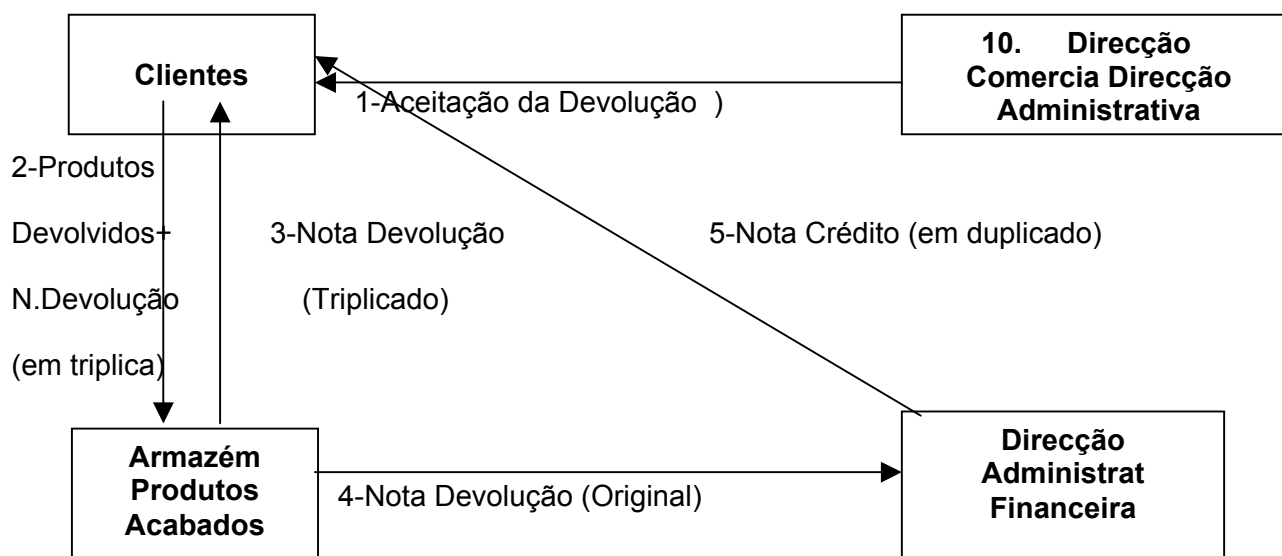 Clientes
10. Direcção
Comercia Direcção
Administrativa
1-Aceitação da Devolução )
2-Produtos
Devolvidos+
N.Devolução
(em triplica)
3-Nota Devolução
(Triplicado)
5-Nota Crédito (em duplicado)
Armazém
Produtos
Acabados
4-Nota Devolução (Original)
Direcção
Administrat
Financeira